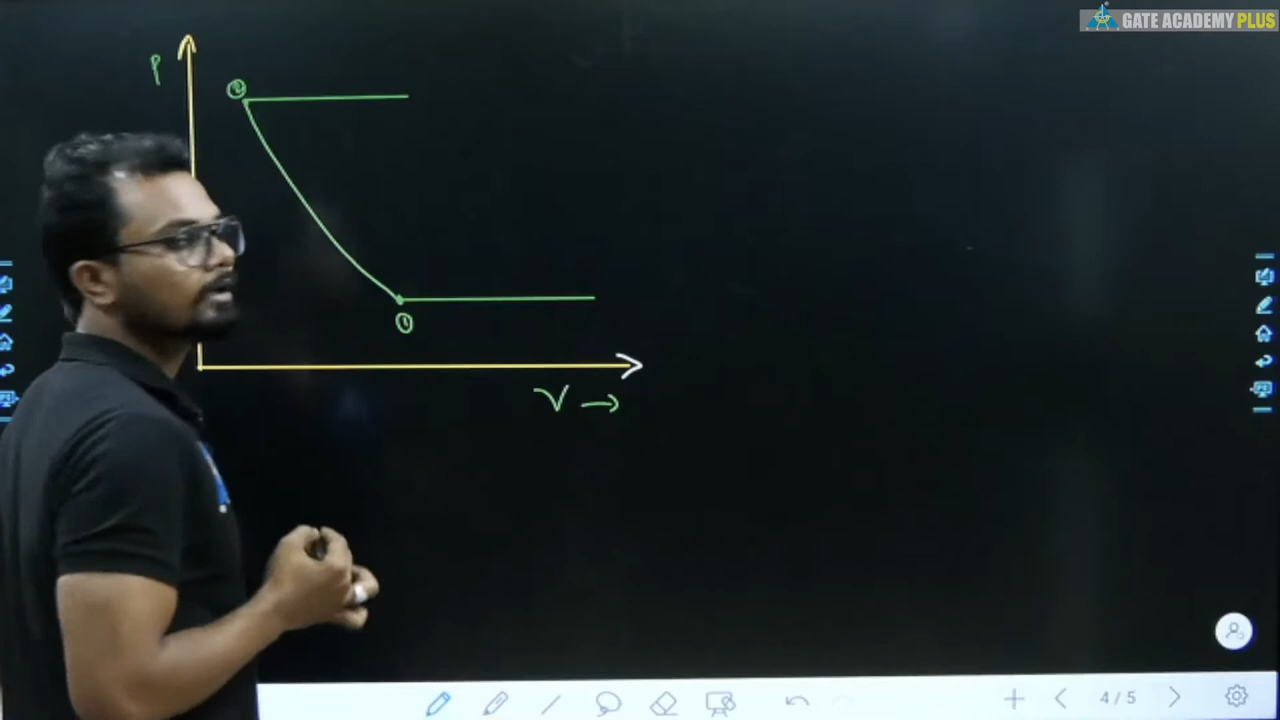 GATE ACADEMY PLUS
P
②
①
V →
4 / 5